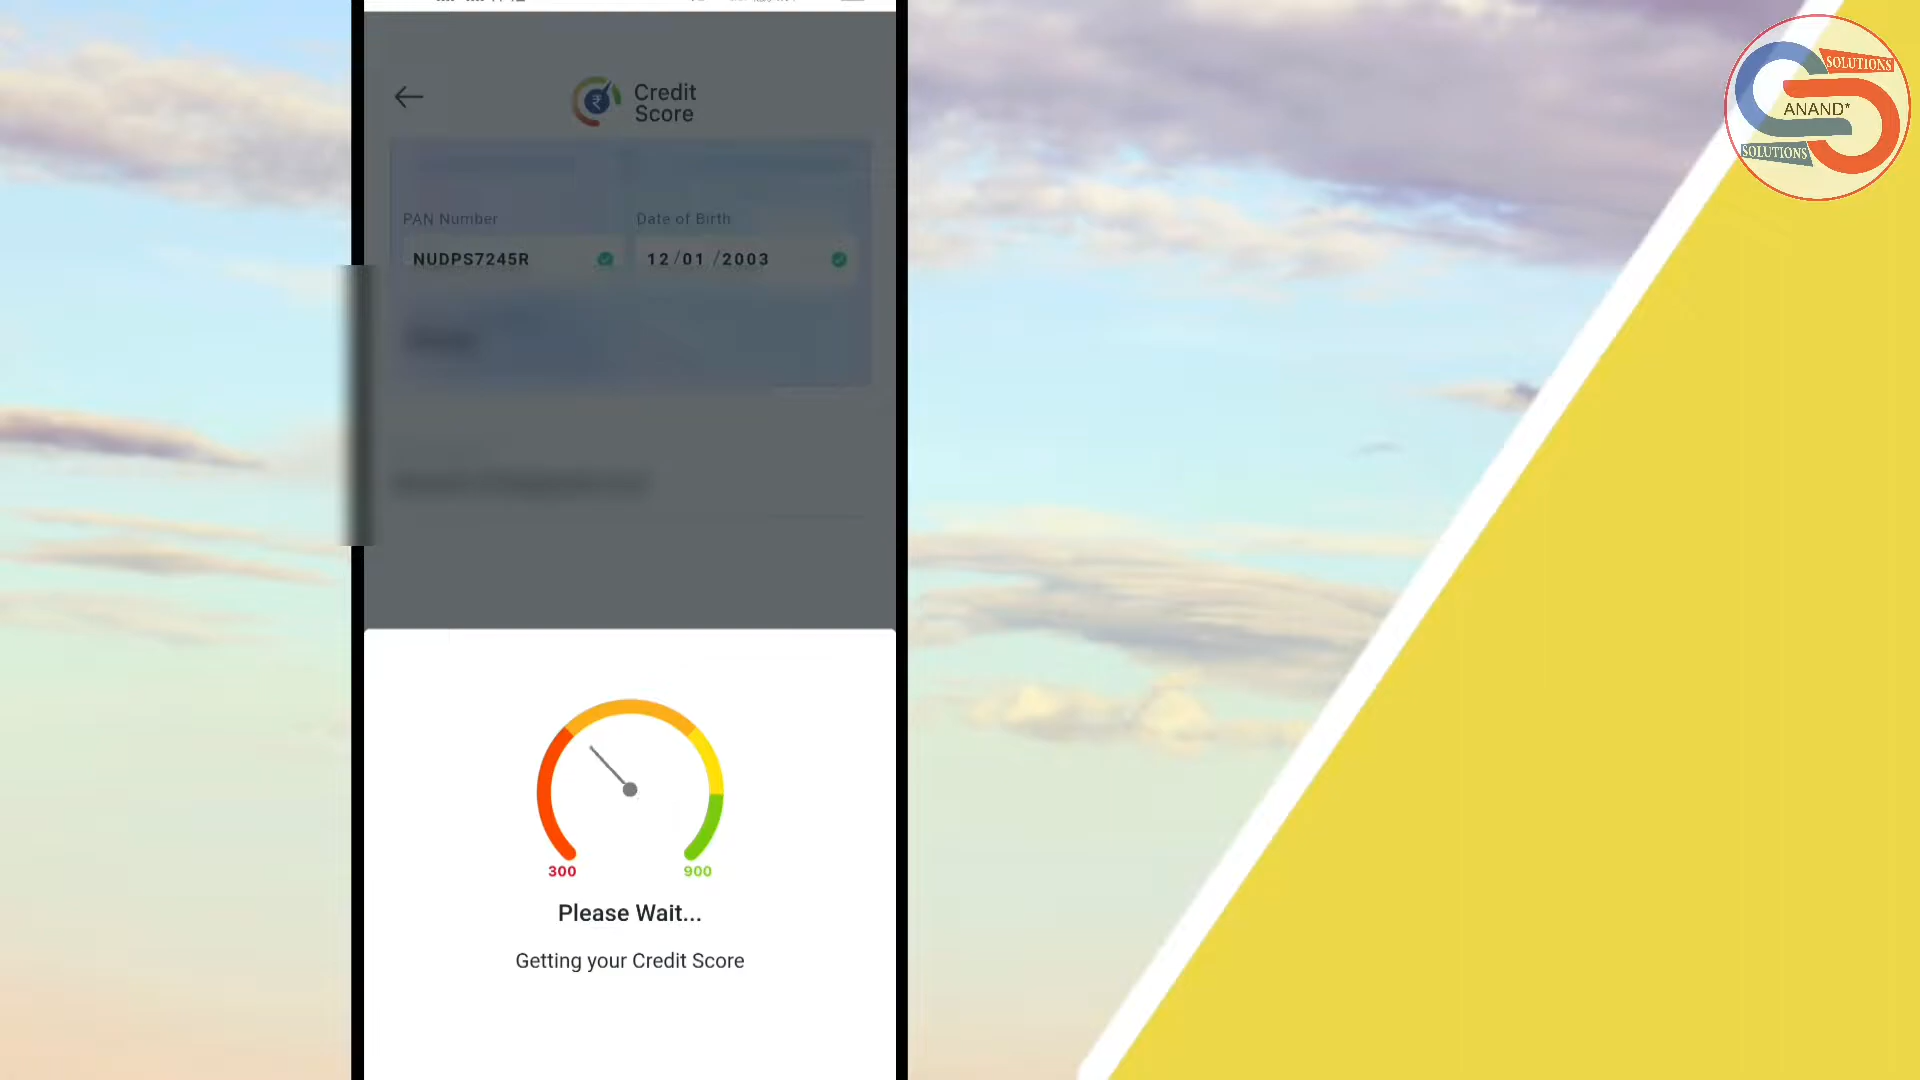 Credit
Score
PAN Number
Date of Birth
NUDPS7245R
12/01/2003
300
900
Please Wait...
Getting your Credit Score
SOLUTIONS
ANAND*
SOLUTIONS